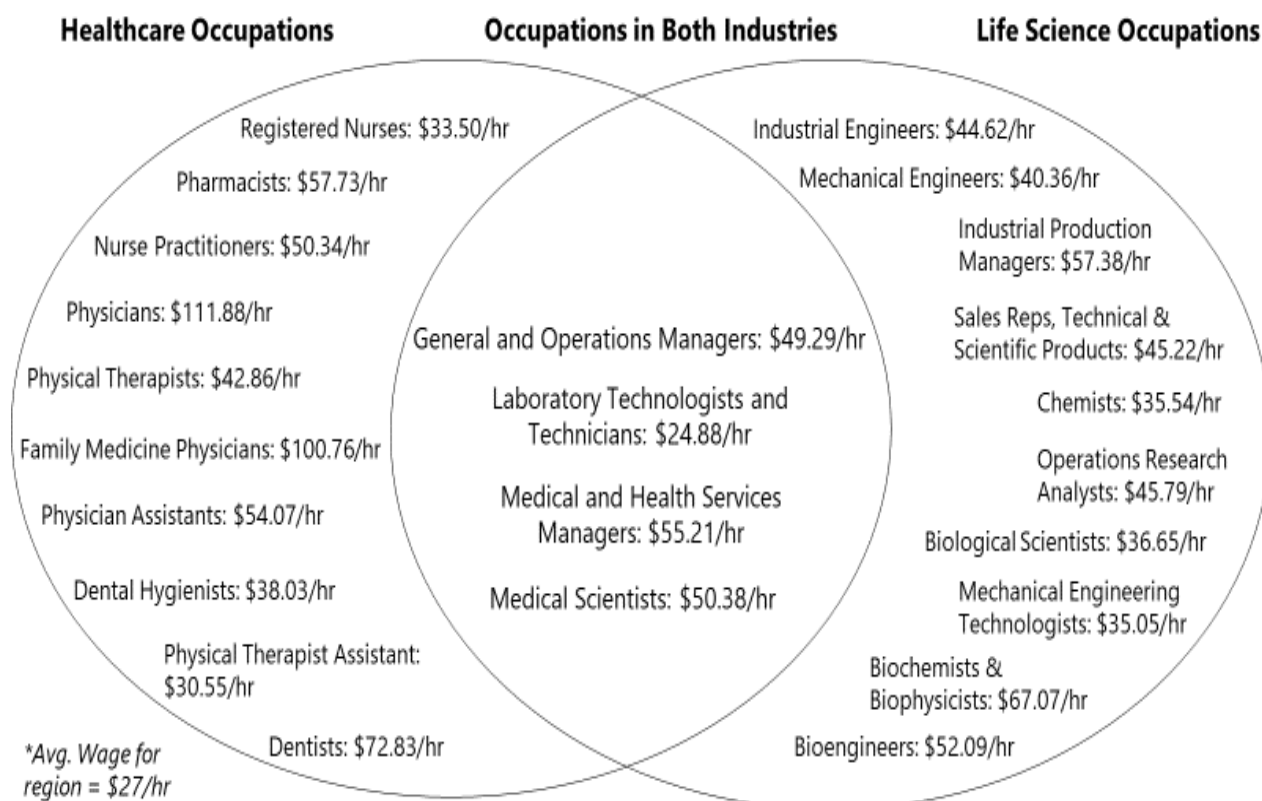 Healthcare Occupations
Occupations in Both Industries
Life Science Occupations
Registered Nurses: $33.50/hr
Pharmacists: $57.73/hr
Nurse Practitioners: $50.34/hr
Physicians: $111.88/hr
Physical Therapists: $42.86/hr
Family Medicine Physicians: $100.76/hr
Physician Assistants: $54.07/hr
Dental Hygienists: $38.03/hr
Physical Therapist Assistant:
$30.55/hr
Dentists: $72.83/hr
*Avg. Wage for
region = $27/hr
General and Operations Managers: $49.29/hr
Laboratory Technologists and
Technicians: $24.88/hr
Medical and Health Services
Managers: $55.21/hr
Medical Scientists: $50.38/hr
Industrial Engineers: $44.62/hr
Mechanical Engineers: $40.36/hr
Industrial Production
Managers: $57.38/hr
Sales Reps, Technical &
Scientific Products: $45.22/hr
Chemists: $35.54/hr
Operations Research
Analysts: $45.79/hr
Biological Scientists: $36.65/hr
Mechanical Engineering
Technologists: $35.05/hr
Biochemists &
Biophysicists: $67.07/hr
Bioengineers: $52.09/hr